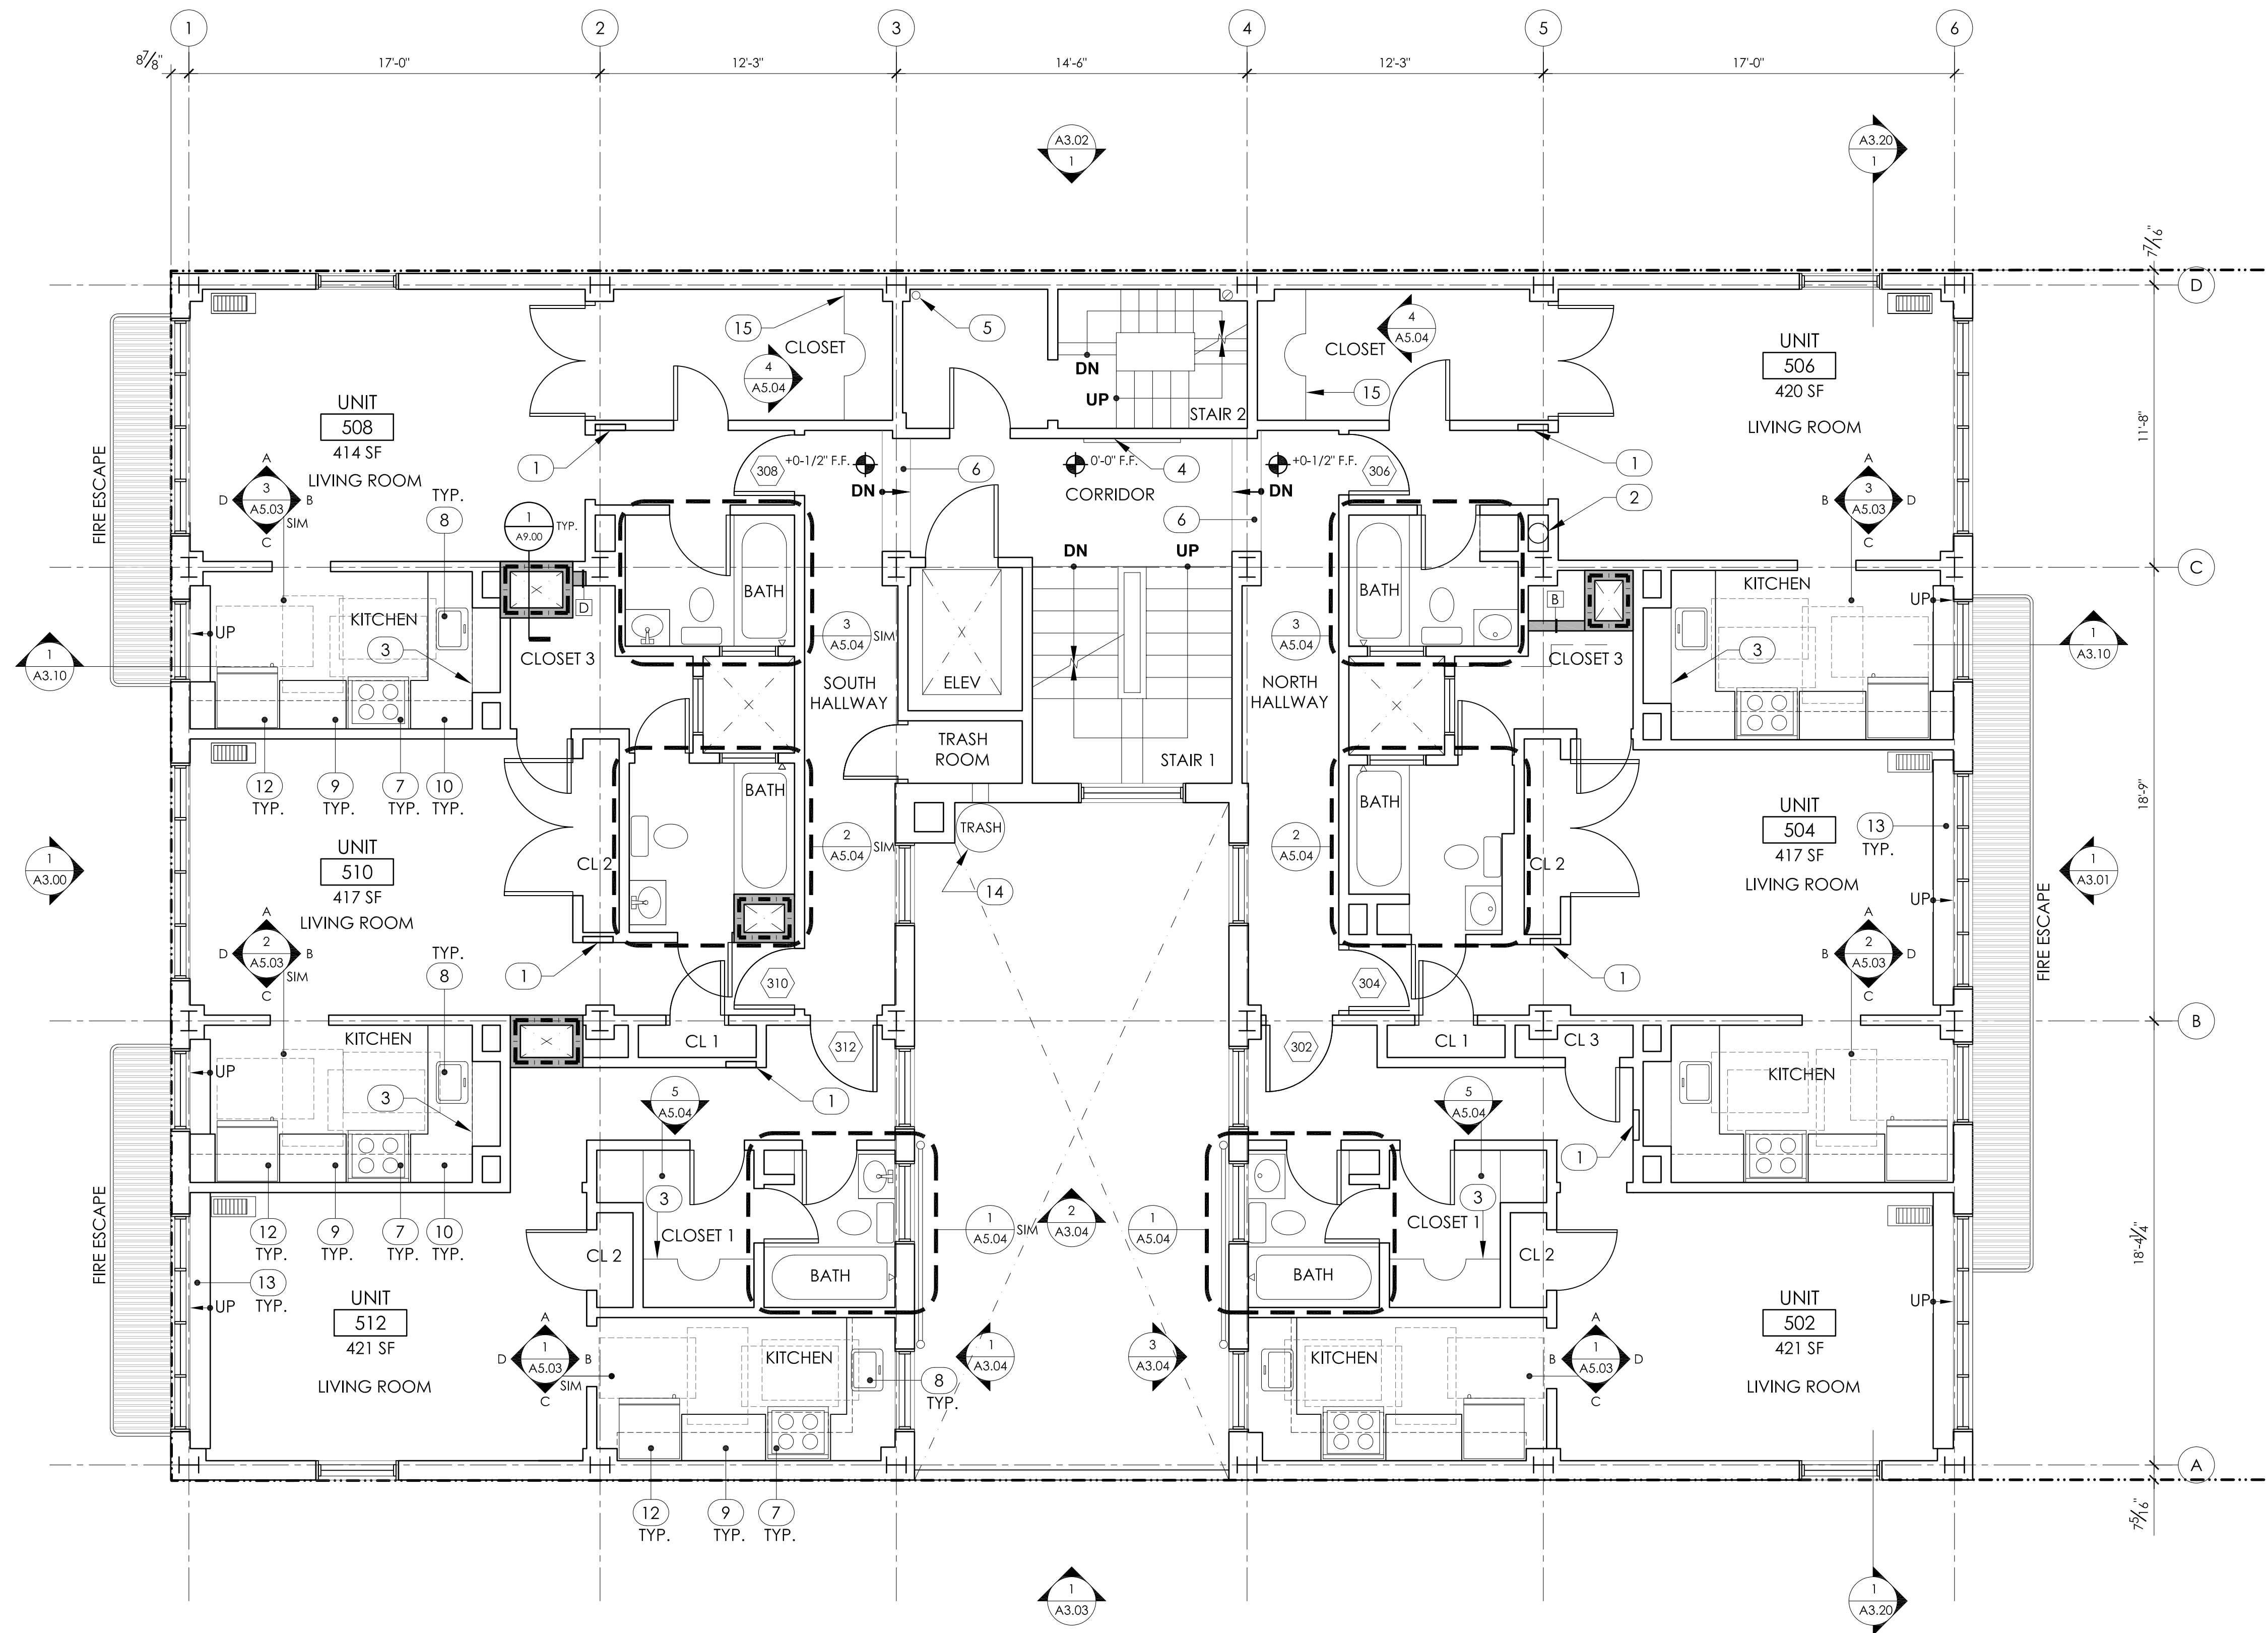 1
2
3
4
5
6
8 7/8"
17'-0"
12'-3"
14'-6"
12'-3"
17'-0"
A3.02
1
A3.20
1
7 7/16"
D
15
CLOSET
4
A5.04
5
DN
UP
STAIR 2
CLOSET
4
A5.04
15
UNIT
506
420 SF
LIVING ROOM
11'-8"
UNIT
508
414 SF
LIVING ROOM
FIRE ESCAPE
A
D
3
A5.03
B
SIM
C
TYP.
8
1
A9.00
TYP.
1
308
+0-1/2" F.F.
DN
6
0'-0" F.F.
CORRIDOR
4
+0-1/2" F.F.
DN
306
6
1
2
A
B
3
A5.03
D
C
DN
UP
C
D
BATH
BATH
B
KITCHEN
UP
KITCHEN
UP
3
CLOSET 3
3
A5.04
SIM
ELEV
3
A5.04
CLOSET 3
3
1
A3.10
1
A3.10
SOUTH
HALLWAY
NORTH
HALLWAY
TRASH
ROOM
STAIR 1
12
TYP.
9
TYP.
7
TYP.
10
TYP.
BATH
BATH
18'-9"
UNIT
510
417 SF
LIVING ROOM
CL 2
2
A5.04
SIM
TRASH
14
2
A5.04
CL 2
UNIT
504
417 SF
LIVING ROOM
13
TYP.
UP
1
A3.00
1
A3.01
FIRE ESCAPE
A
D
2
A5.03
B
SIM
C
TYP.
8
1
310
304
1
A
B
2
A5.03
D
C
B
KITCHEN
UP
3
CL 1
312
302
CL 1
CL 3
KITCHEN
1
5
A5.04
5
A5.04
1
FIRE ESCAPE
12
TYP.
9
TYP.
7
TYP.
10
TYP.
13
TYP.
UP
3
CLOSET 1
CL 2
BATH
1
A5.04
SIM
2
A3.04
1
A5.04
BATH
3
CLOSET 1
CL 2
18'-4 1/4"
UNIT
512
421 SF
LIVING ROOM
UNIT
502
421 SF
LIVING ROOM
UP
A
D
1
A5.03
B
SIM
C
KITCHEN
8
TYP.
1
A3.04
3
A3.04
KITCHEN
A
B
1
A5.03
D
C
A
12
TYP.
9
TYP.
7
TYP.
7 5/16"
1
A3.03
1
A3.20